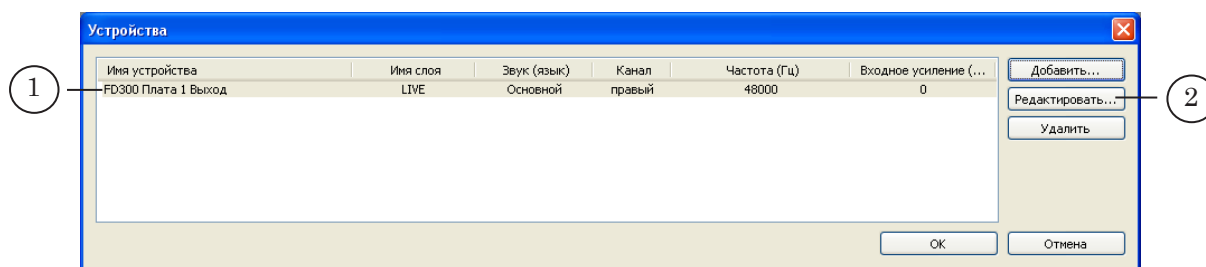 Устройства
Имя устройства Имя слоя Звук (язык) Канал Частота (Гц) Входное усиление (...
FD300 Плата 1 Выход LIVE Основной правый 48000 0
Добавить...
Редактировать...
Удалить
OK Отмена
1
2